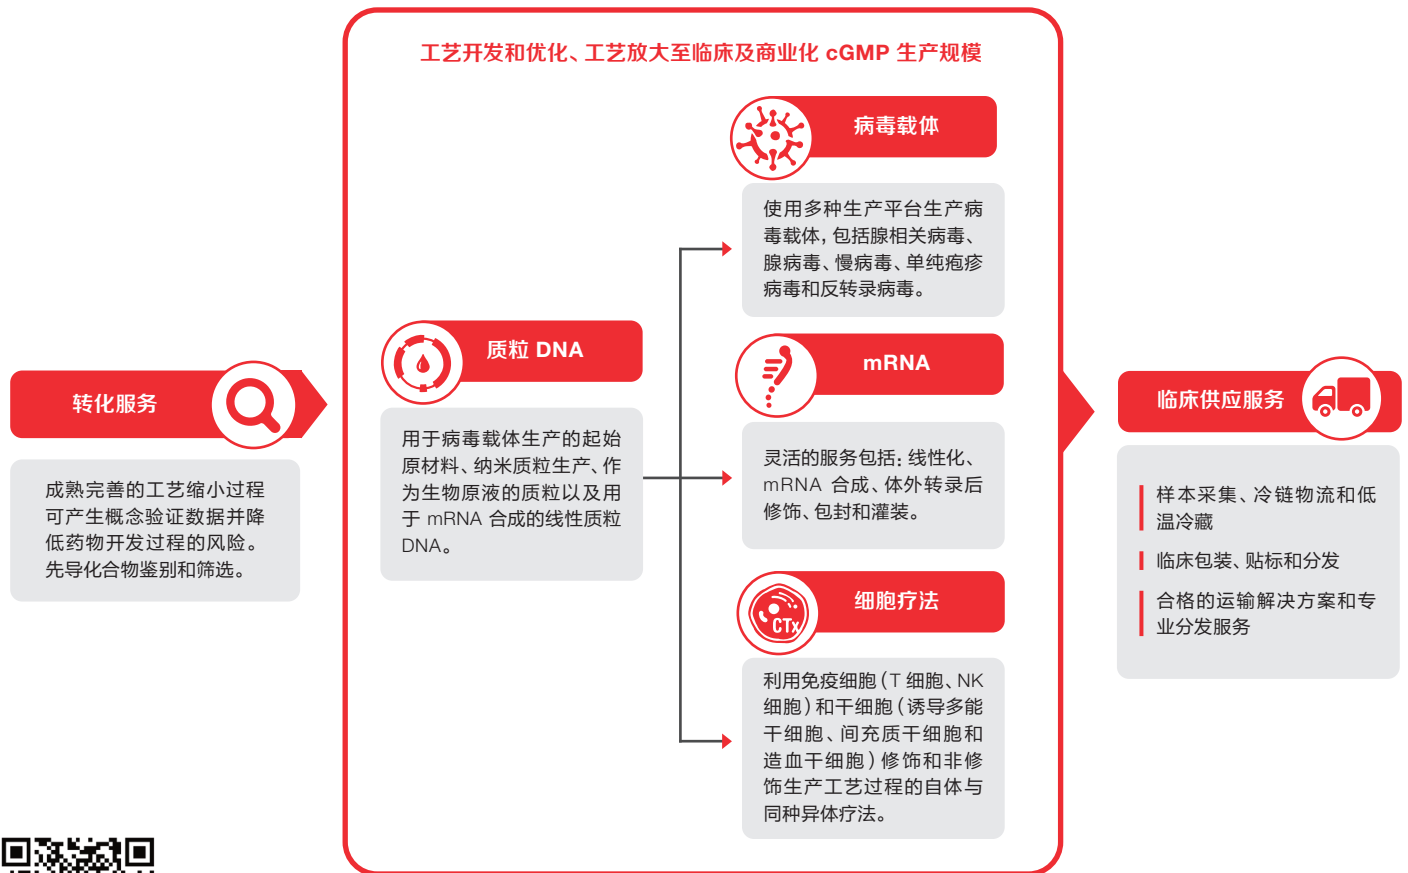 工艺开发和优化、工艺放大至临床及商业化 cGMP 生产规模
转化服务
成熟完善的工艺缩小过程
可产生概念验证数据并降
低药物开发过程的风险。
先导化合物鉴别和筛选。
质粒 DNA
用于病毒载体生产的起始
原材料、纳米质粒生产、作
为生物原液的质粒以及用
于 mRNA 合成的线性质粒
DNA。
病毒载体
使用多种生产平台生产病
毒载体，包括腺相关病毒、
腺病毒、慢病毒、单纯疱疹
病毒和反转录病毒。
mRNA
灵活的服务包括：线性化、
mRNA 合成、体外转录后
修饰、包封和灌装。
CTx
细胞疗法
利用免疫细胞（T 细胞、NK
细胞）和干细胞（诱导多能
干细胞、间充质干细胞和
造血干细胞）修饰和非修
饰生产工艺过程的自体与
同种异体疗法。
临床供应服务
样本采集、冷链物流和低
温冷藏
临床包装、贴标和分发
合格的运输解决方案和专
业分发服务